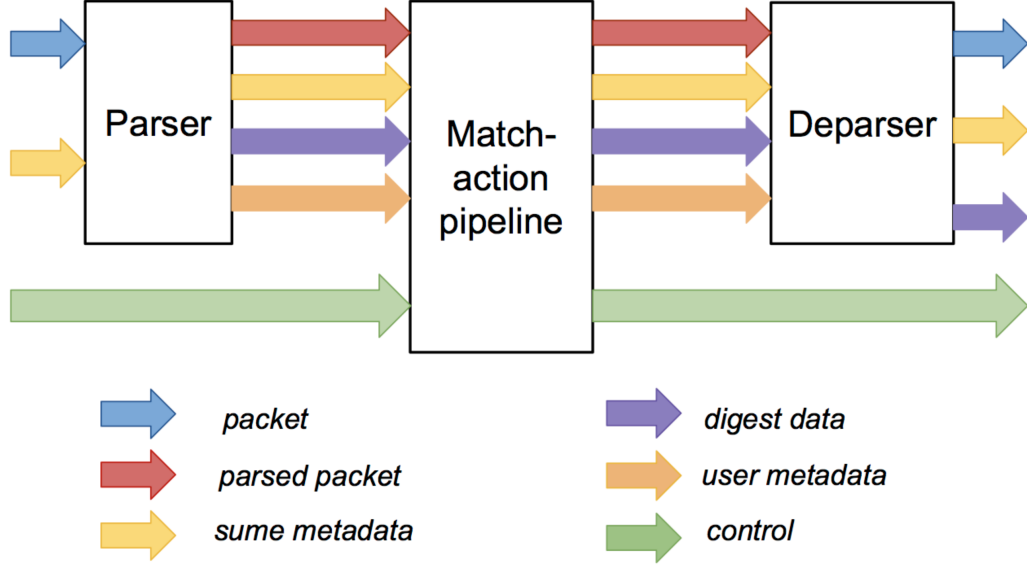 Parser
Match-
action
pipeline
Deparser
packet
parsed packet
sume metadata
digest data
user metadata
control